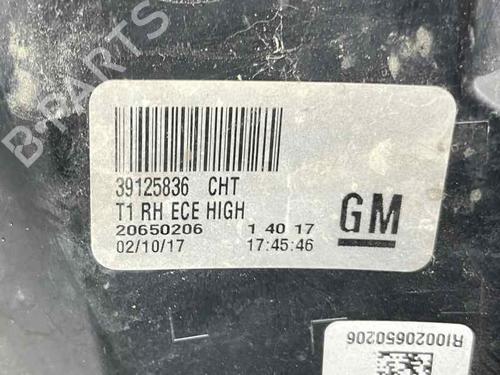 B-PARTS
39125836 CHT
T1 RH ECE HIGH
20650206 1 40 17
02/10/17 17:45:46
GM
RI0020650206